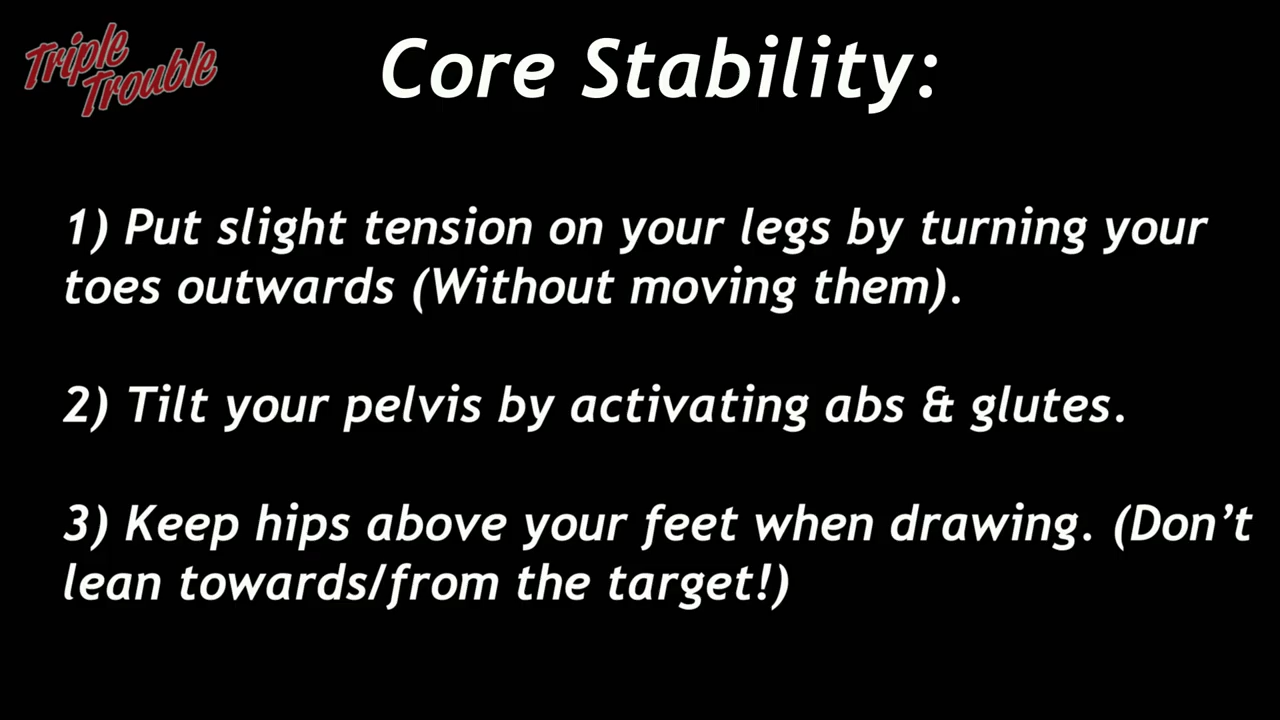 Triple
Trouble
Core Stability:
1) Put slight tension on your legs by turning your
toes outwards (Without moving them).
2) Tilt your pelvis by activating abs & glutes.
3) Keep hips above your feet when drawing. (Don’t
lean towards/from the target!)